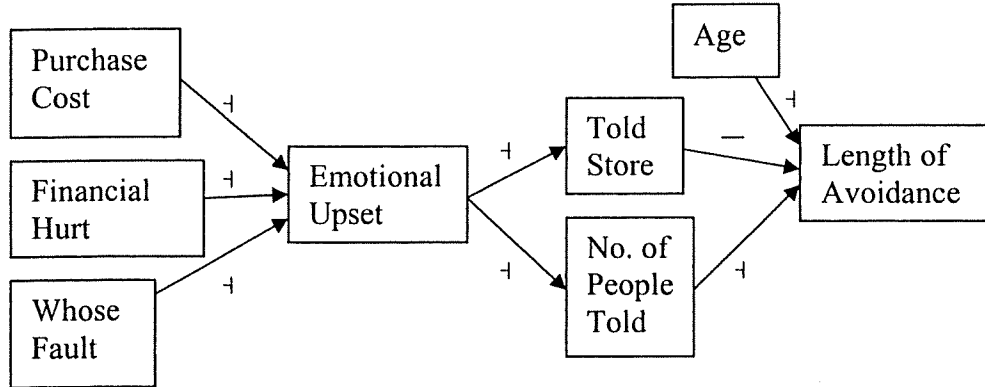 Purchase
Cost
Financial
Hurt
Whose
Fault
Emotional
Upset
Told
Store
No. of
People
Told
Age
Length of
Avoidance
⊣
⊣
⊣
⊣
⊣
⊣
—
⊣